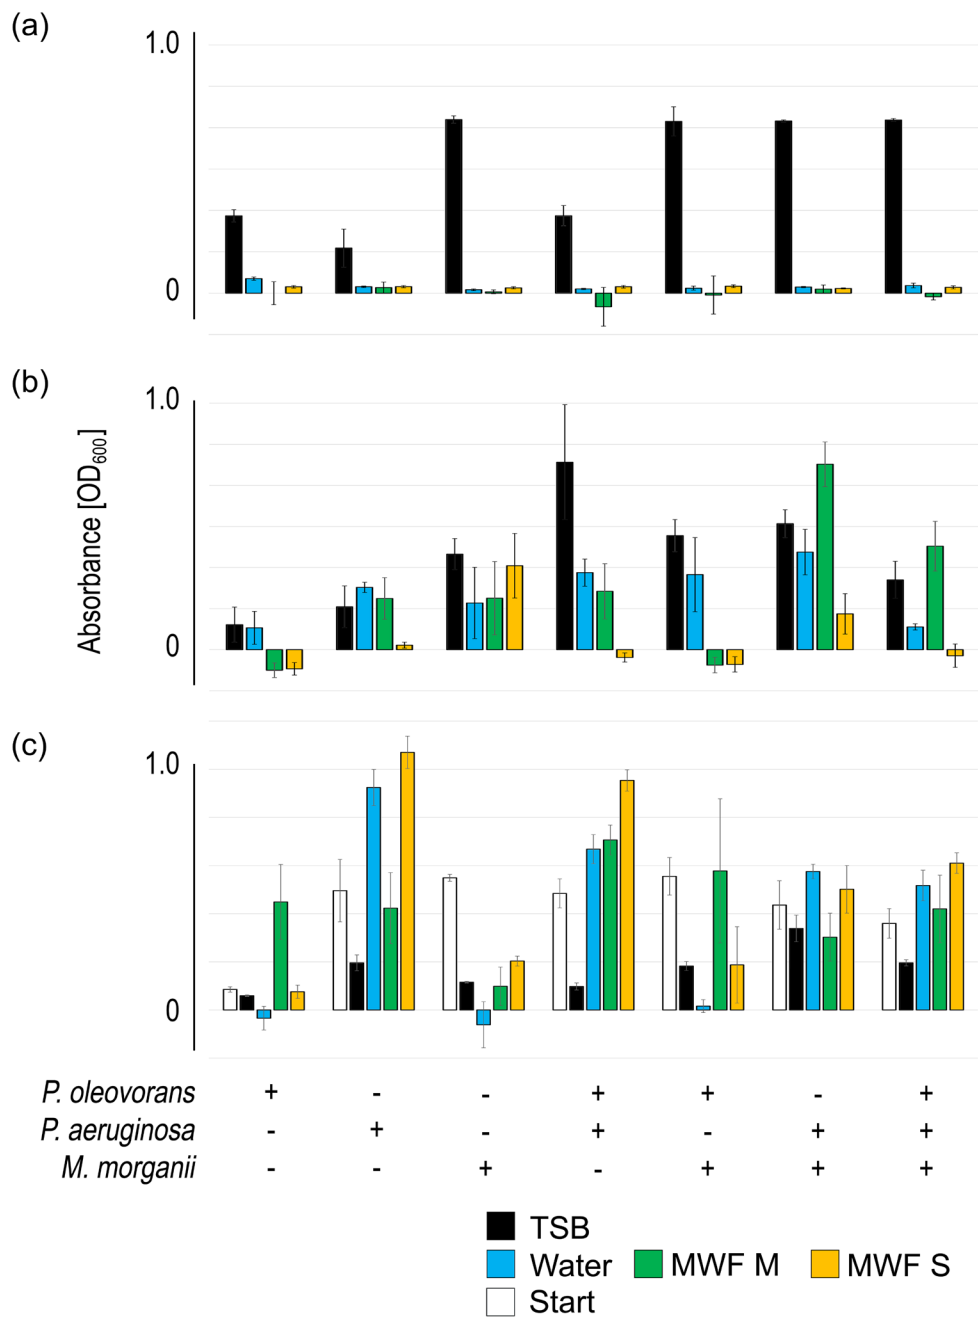 (a)
1.0
0
(b)
1.0
Absorbance [OD600]
0
(c)
1.0
0
P. oleovorans + - - + + - +
P. aeruginosa - + - + - + +
M. morganii - - + - + + +
TSB
Water MWF M MWF S
Start